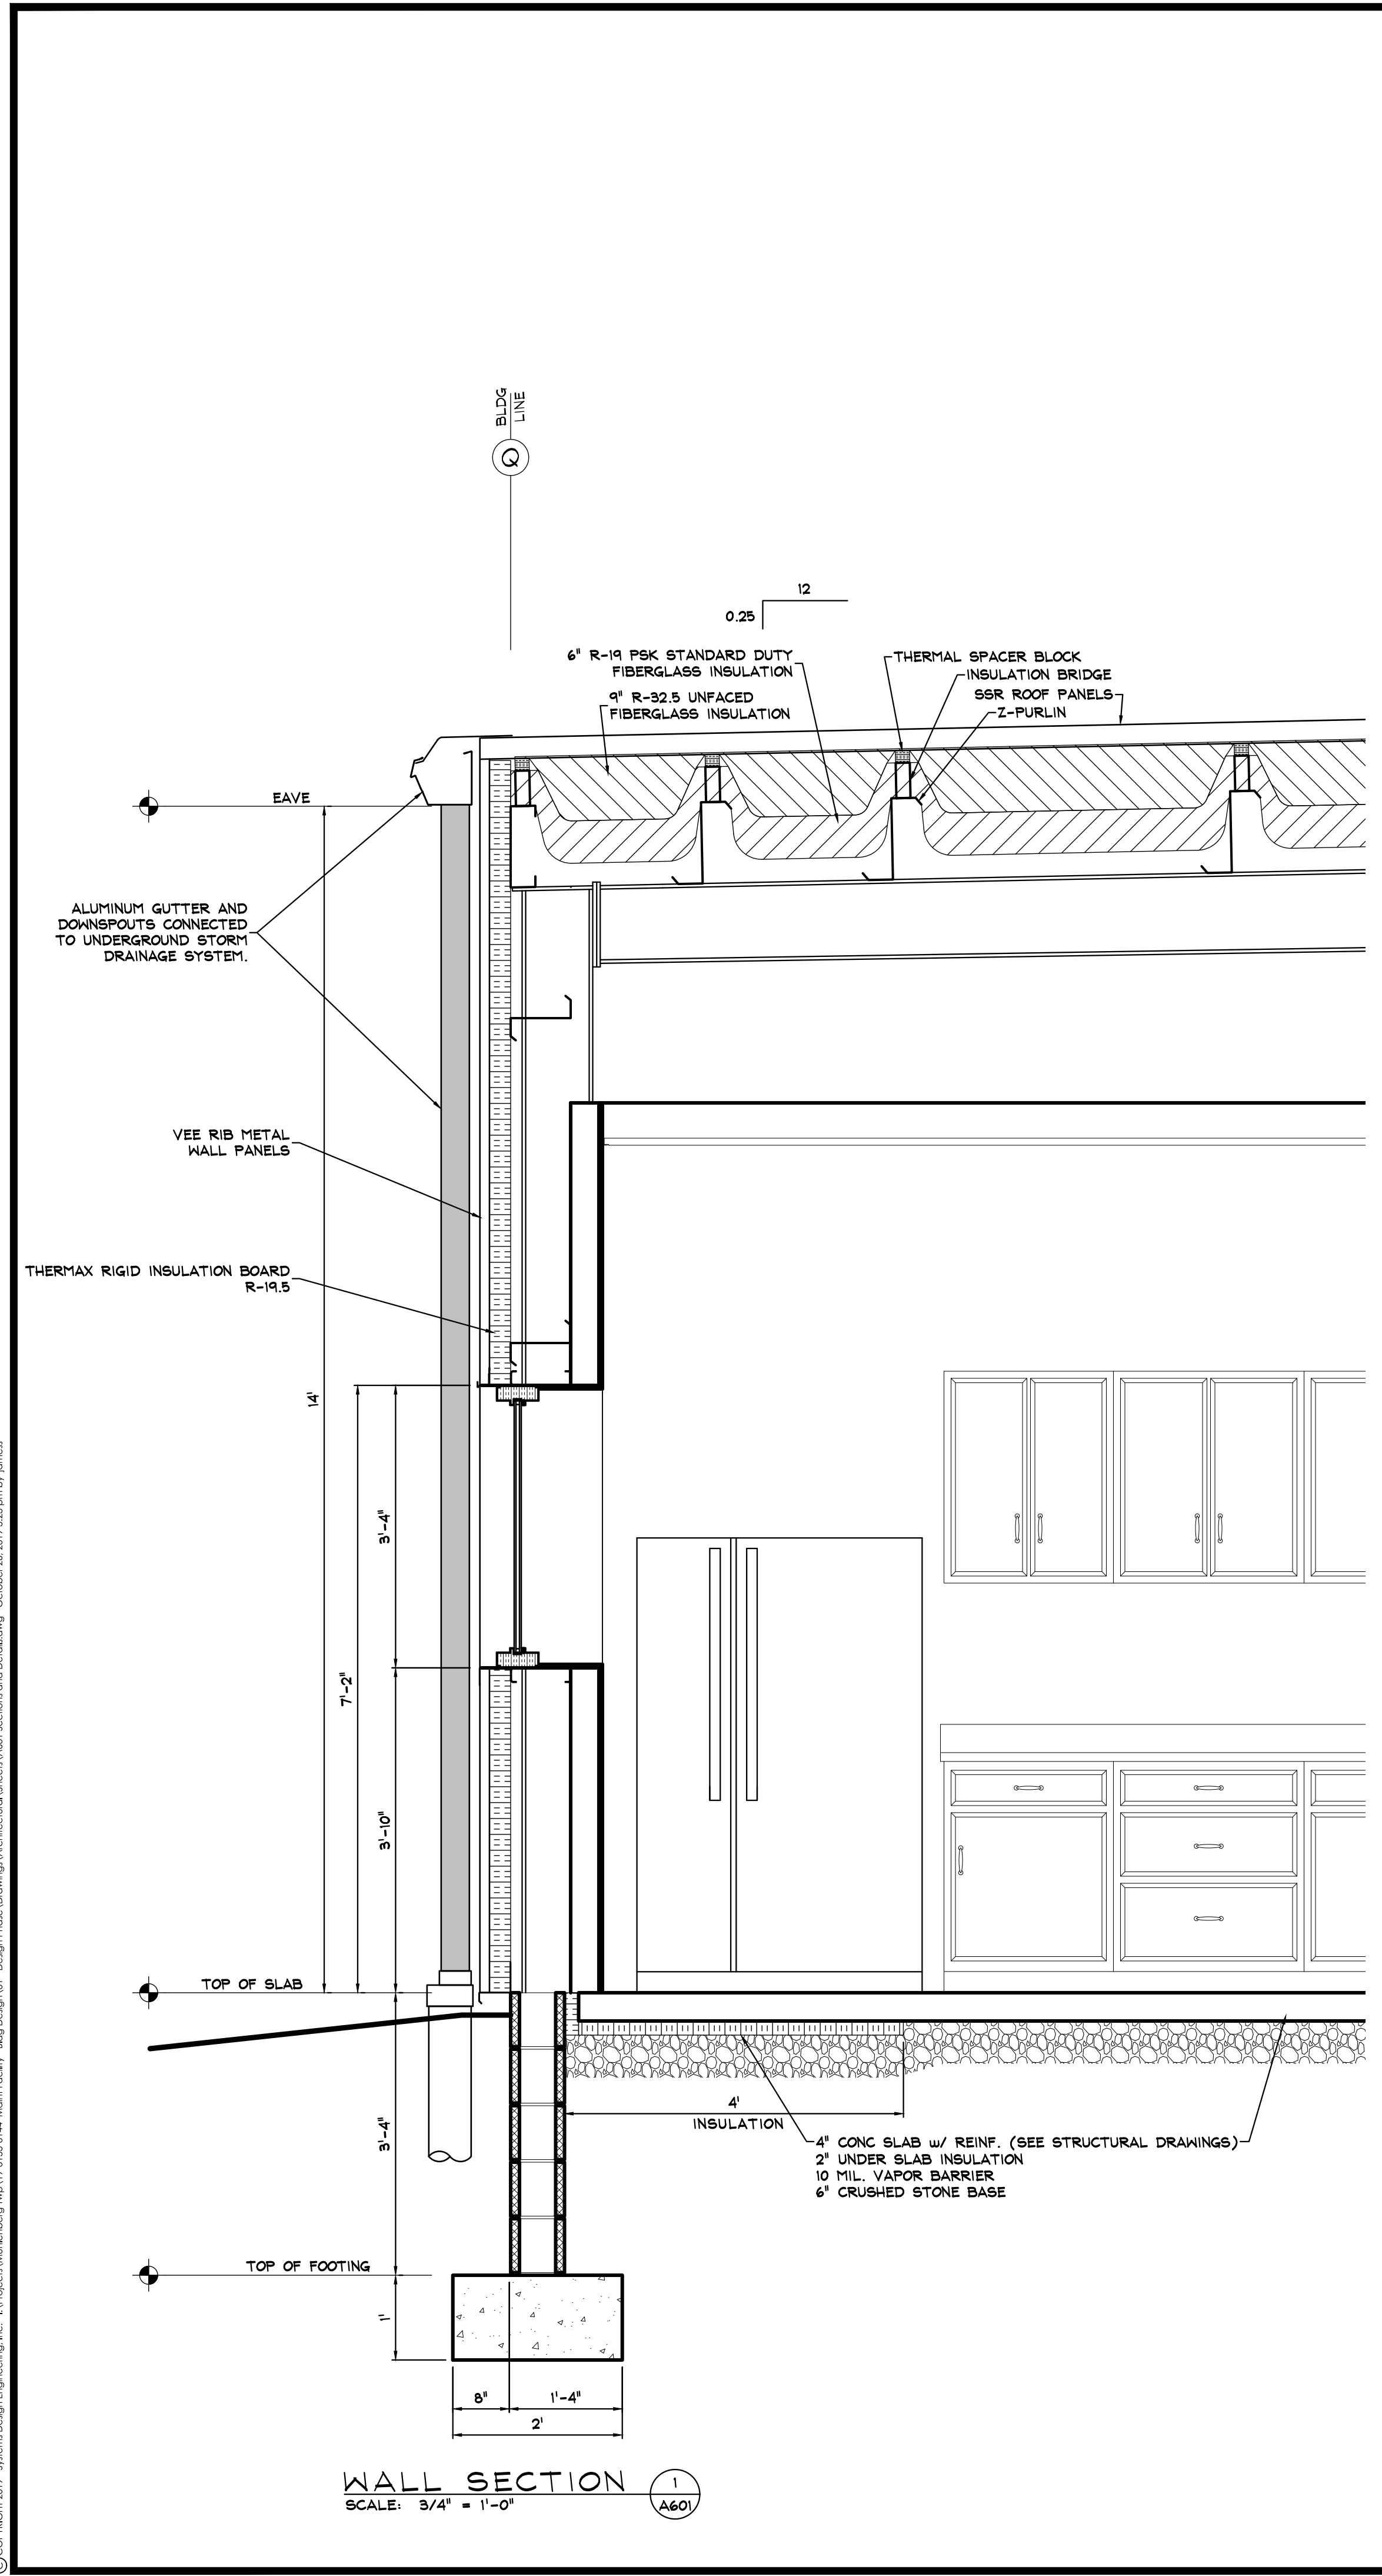 BLDG
LINE
Q
12
0.25
6" R-19 PSK STANDARD DUTY
FIBERGLASS INSULATION
9" R-32.5 UNFACED
FIBERGLASS INSULATION
THERMAL SPACER BLOCK
INSULATION BRIDGE
SSR ROOF PANELS
Z-PURLIN
EAVE
ALUMINUM GUTTER AND
DOWNSPOUTS CONNECTED
TO UNDERGROUND STORM
DRAINAGE SYSTEM.
VEE RIB METAL
WALL PANELS
THERMAX RIGID INSULATION BOARD
R-19.5
14'
3'-4"
7'-2"
3'-10"
TOP OF SLAB
3'-4"
4'
INSULATION
4" CONC SLAB w/ REINF. (SEE STRUCTURAL DRAWINGS)
2" UNDER SLAB INSULATION
10 MIL. VAPOR BARRIER
6" CRUSHED STONE BASE
TOP OF FOOTING
1'
8"
1'-4"
2'
WALL SECTION
1
SCALE: 3/4" = 1'-0"
A601